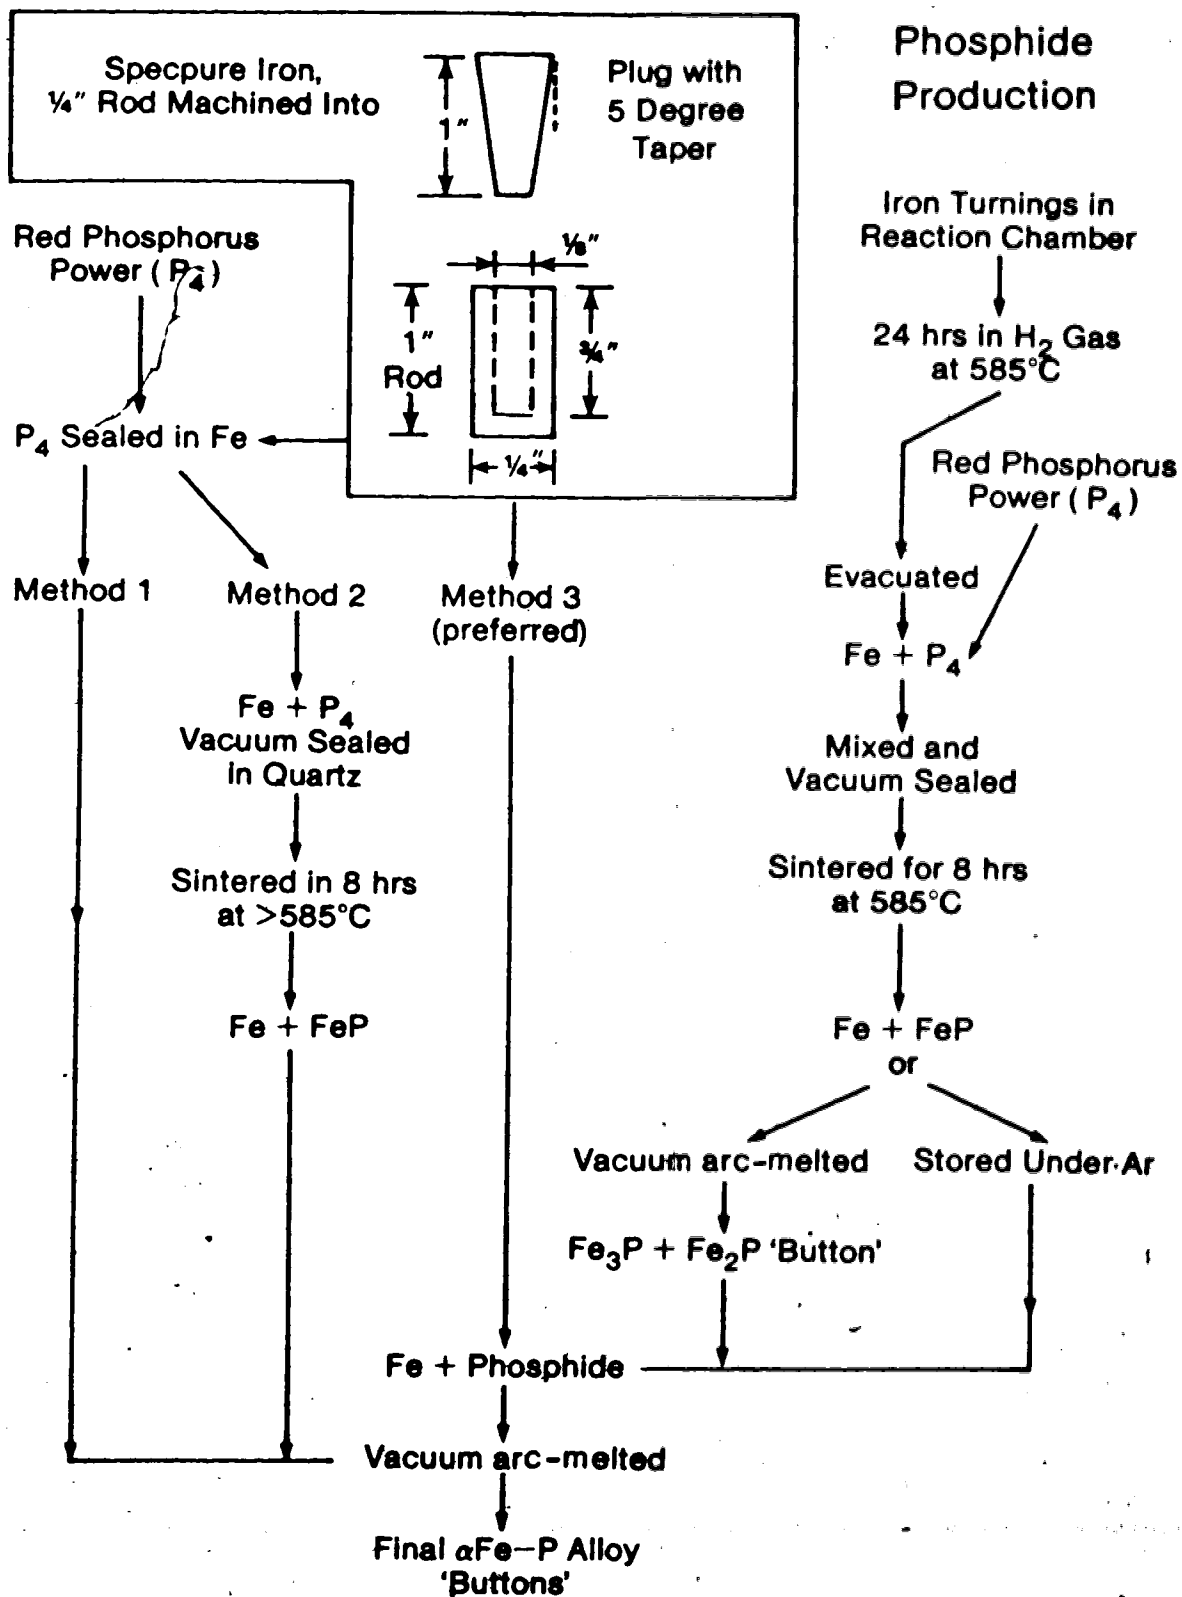 Phosphide
Production
Specpure Iron,
¼" Rod Machined Into
1"
Plug with
5 Degree
Taper
⅛"
1"
Rod
¾"
¼"
Red Phosphorus
Power ( P₄ )
P₄ Sealed in Fe
Method 1
Method 2
Method 3
(preferred)
Fe + P₄
Vacuum Sealed
in Quartz
Sintered in 8 hrs
at >585°C
Fe + FeP
Iron Turnings in
Reaction Chamber
24 hrs in H₂ Gas
at 585°C
Red Phosphorus
Power ( P₄ )
Evacuated
Fe + P₄
Mixed and
Vacuum Sealed
Sintered for 8 hrs
at 585°C
Fe + FeP
or
Vacuum arc-melted
Stored Under Ar
Fe₃P + Fe₂P 'Button'
Fe + Phosphide
Vacuum arc-melted
Final αFe-P Alloy
'Buttons'